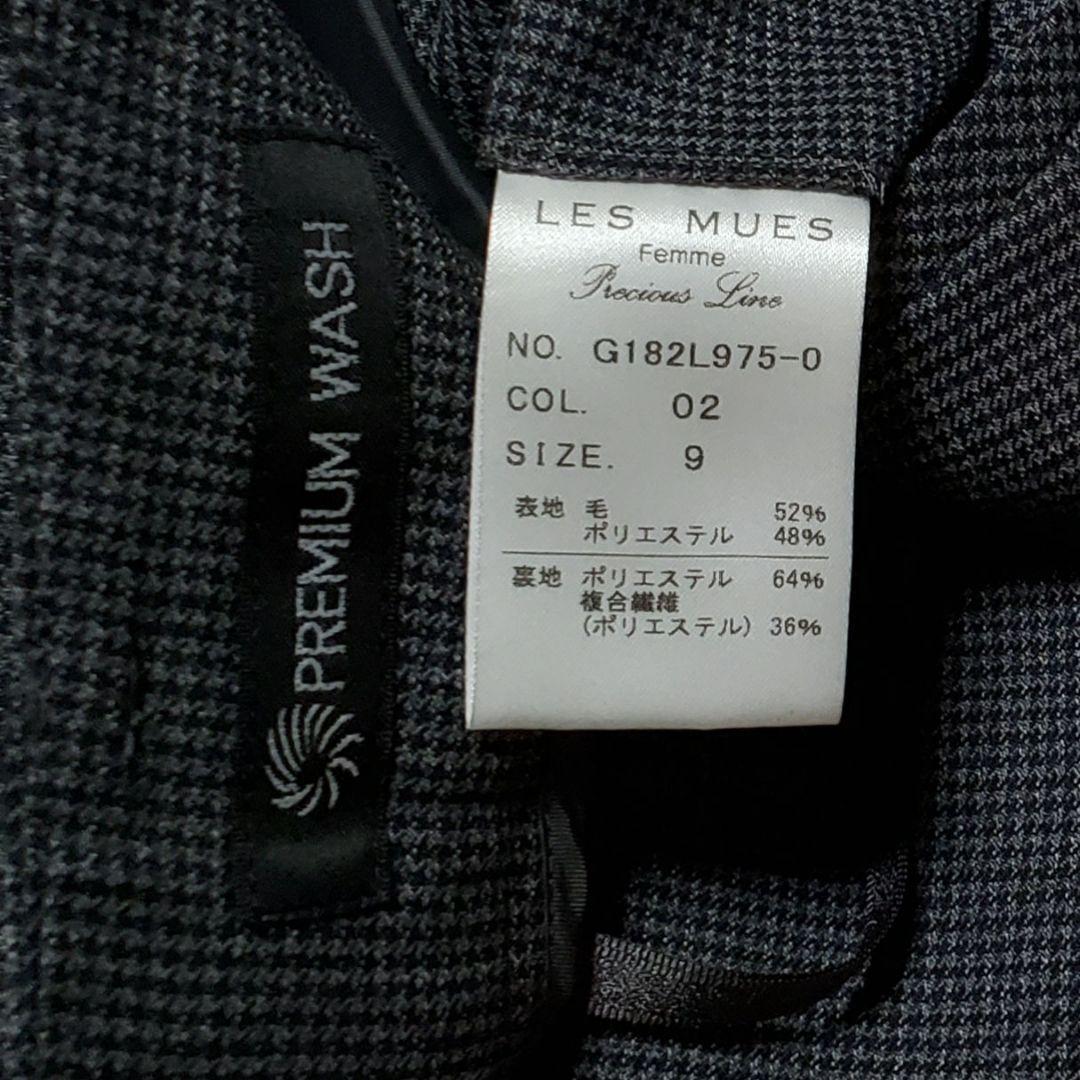 PREMIUM WASH
LES MUES
Femme
Precious Line
NO. G182L975-0
COL. 02
SIZE. 9
表地 毛 52%
ポリエステル 48%
裏地 ポリエステル 64%
複合繊維
(ポリエステル) 36%